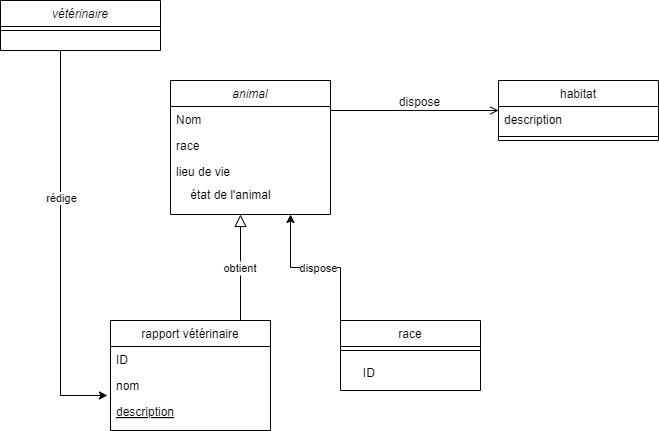 vétérinaire
animal
Nom
race
lieu de vie
état de l'animal
dispose
habitat
description
rédige
obtient
dispose
rapport vétérinaire
ID
nom
description
race
ID